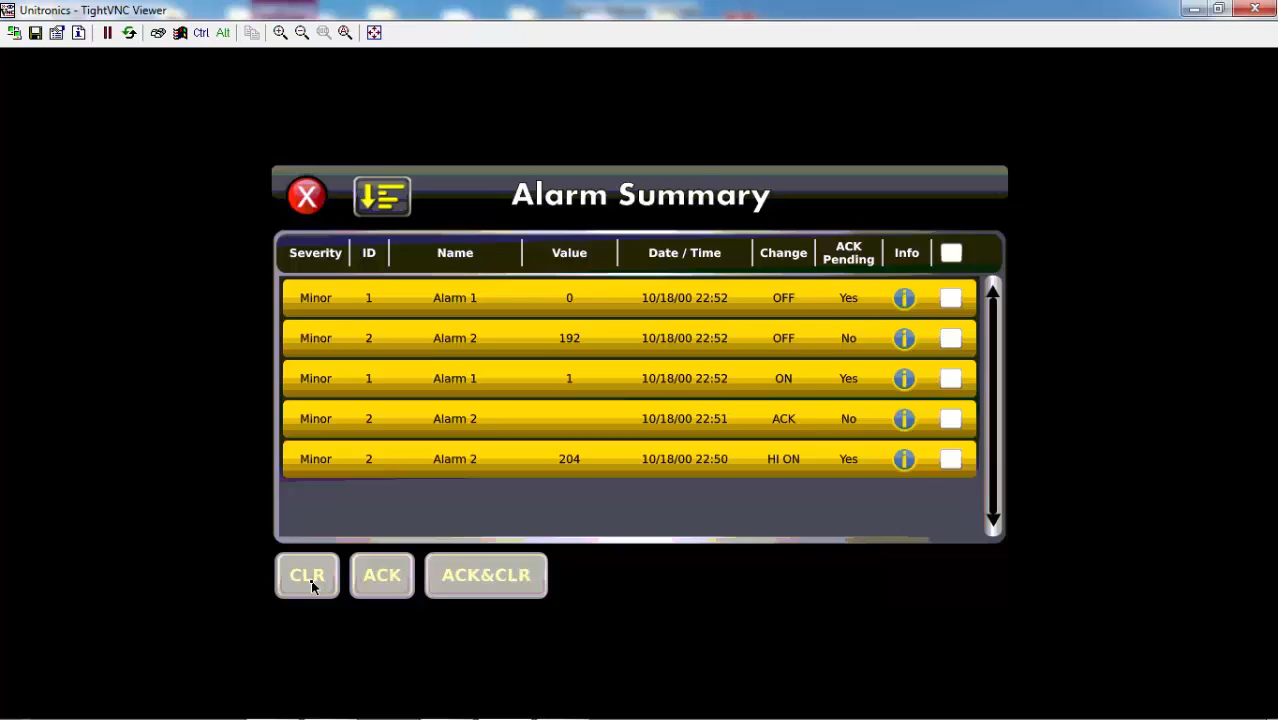 Unitronics - TightVNC Viewer
Ctrl Alt
X Alarm Summary
Severity ID Name Value Date / Time Change ACK Pending Info
Minor 1 Alarm 1 0 10/18/00 22:52 OFF Yes i
Minor 2 Alarm 2 192 10/18/00 22:52 OFF No i
Minor 1 Alarm 1 1 10/18/00 22:52 ON Yes i
Minor 2 Alarm 2 10/18/00 22:51 ACK No i
Minor 2 Alarm 2 204 10/18/00 22:50 HI ON Yes i
CLR ACK ACK&CLR